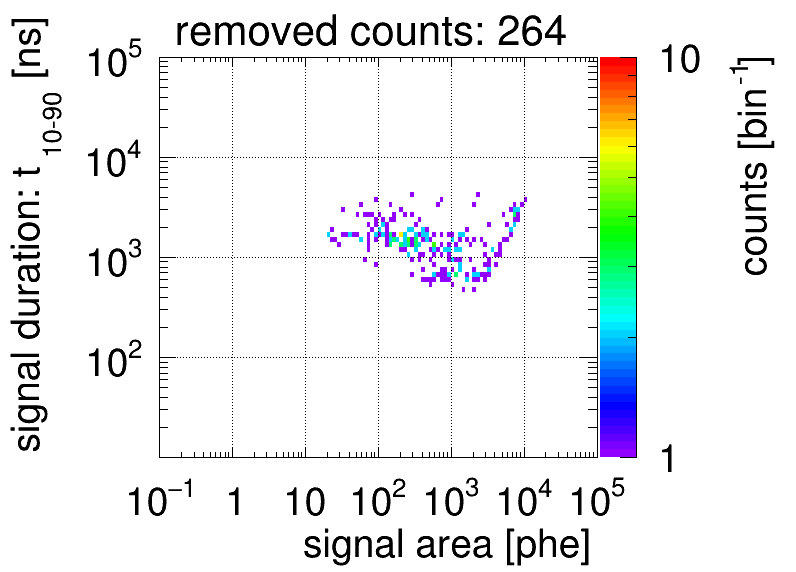 removed counts: 264
signal duration: t 10-90 [ns]
10^5
10^4
10^3
10^2
10^−1 1 10 10^2 10^3 10^4 10^5
signal area [phe]
10
1
counts [bin^-1]